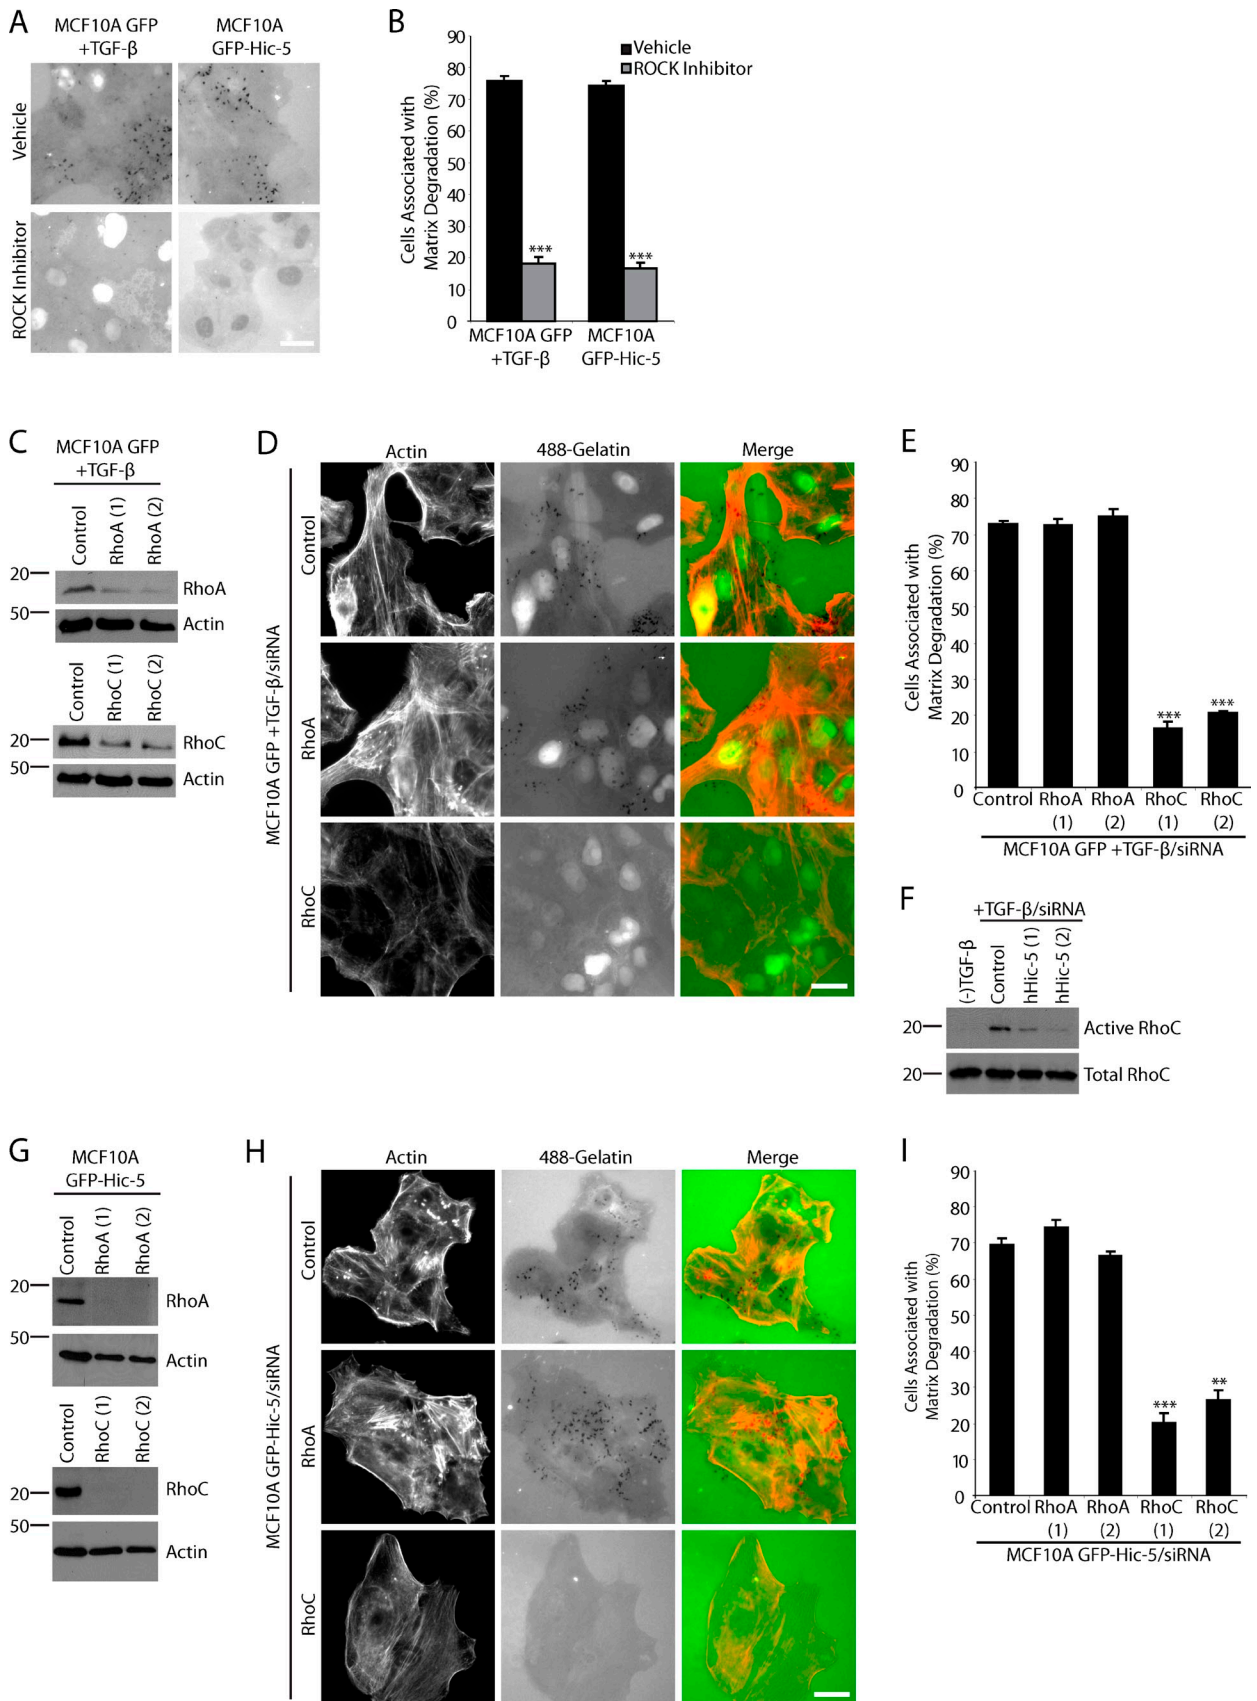 A
MCF10A GFP
+TGF-β
MCF10A
GFP-Hic-5
Vehicle
ROCK Inhibitor
B
Vehicle
ROCK Inhibitor
Cells Associated with
Matrix Degradation (%)
90
80
70
60
50
40
30
20
10
0
***
***
MCF10A GFP
+TGF-β
MCF10A
GFP-Hic-5
C
MCF10A GFP
+TGF-β
Control
RhoA (1)
RhoA (2)
20
RhoA
50
Actin
Control
RhoC (1)
RhoC (2)
20
RhoC
50
Actin
D
Actin
488-Gelatin
Merge
MCF10A GFP +TGF-β/siRNA
Control
RhoA
RhoC
E
Cells Associated with
Matrix Degradation (%)
90
80
70
60
50
40
30
20
10
0
***
***
Control
RhoA
(1)
RhoA
(2)
RhoC
(1)
RhoC
(2)
MCF10A GFP +TGF-β/siRNA
F
+TGF-β/siRNA
(-)TGF-β
Control
hHic-5 (1)
hHic-5 (2)
20
Active RhoC
20
Total RhoC
G
MCF10A
GFP-Hic-5
Control
RhoA (1)
RhoA (2)
20
RhoA
50
Actin
Control
RhoC (1)
RhoC (2)
20
RhoC
50
Actin
H
Actin
488-Gelatin
Merge
MCF10A GFP-Hic-5/siRNA
Control
RhoA
RhoC
I
Cells Associated with
Matrix Degradation (%)
90
80
70
60
50
40
30
20
10
0
***
**
Control
RhoA
(1)
RhoA
(2)
RhoC
(1)
RhoC
(2)
MCF10A GFP-Hic-5/siRNA